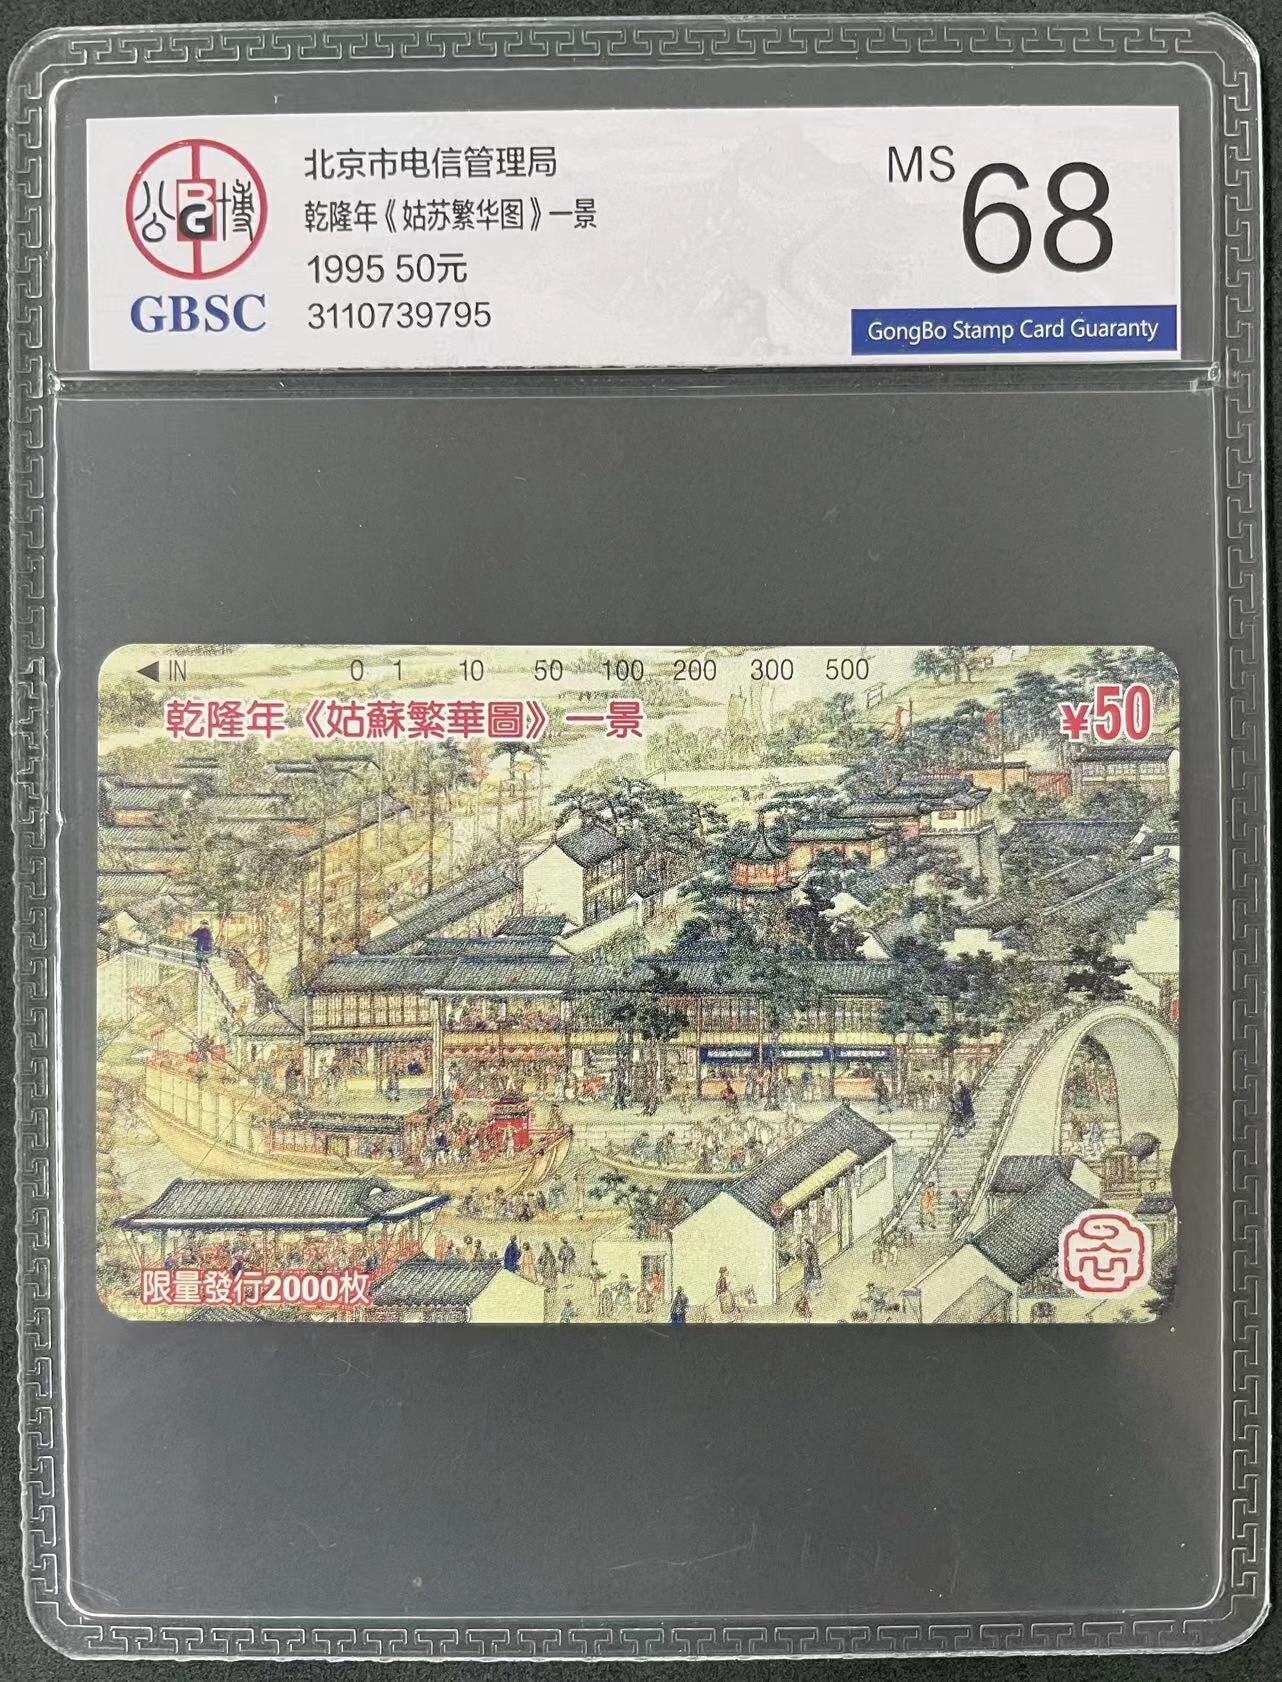 公博
BG
GBSC
北京市电信管理局
乾隆年《姑苏繁华图》一景
1995 50元
3110739795
MS 68
GongBo Stamp Card Guaranty
◀IN 0 1 10 50 100 200 300 500
乾隆年《姑蘇繁華圖》一景
¥50
限量發行2000枚